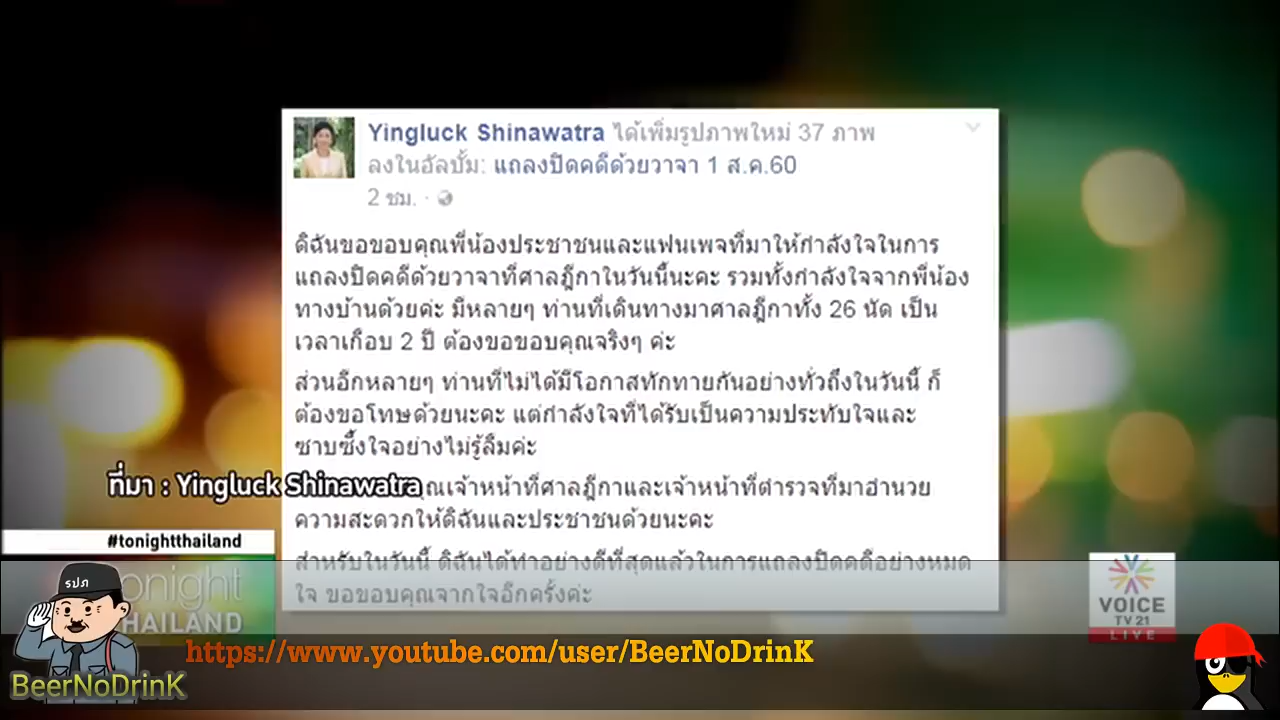 Yingluck Shinawatra ได้เพิ่มรูปภาพใหม่ 37 ภาพ
ลงในอัลบั้ม: แถลงปิดคดีด้วยวาจา 1 ส.ค.60
2 ชม. ·
ดิฉันขอขอบคุณพี่น้องประชาชนและแฟนเพจที่มาให้กำลังใจในการ
แถลงปิดคดีด้วยวาจาที่ศาลฎีกาในวันนี้นะคะ รวมทั้งกำลังใจจากพี่น้อง
ทางบ้านด้วยค่ะ มีหลายๆ ท่านที่เดินทางมาศาลฎีกาทั้ง 26 นัด เป็น
เวลาเกือบ 2 ปี ต้องขอขอบคุณจริงๆ ค่ะ
ส่วนอีกหลายๆ ท่านที่ไม่ได้มีโอกาสทักทายกันอย่างทั่วถึงในวันนี้ ก็
ต้องขอโทษด้วยนะคะ แต่กำลังใจที่ได้รับเป็นความประทับใจและ
ซาบซึ้งใจอย่างไม่รู้ลืมค่ะ
ที่มา : Yingluck Shinawatra
คุณเจ้าหน้าที่ศาลฎีกาและเจ้าหน้าที่ตำรวจที่มาอำนวย
ความสะดวกให้ดิฉันและประชาชนด้วยนะคะ
#tonightthailand
สำหรับในวันนี้ ดิฉันได้ทำอย่างดีที่สุดแล้วในการแถลงปิดคดีอย่างหมด
ใจ ขอขอบคุณจากใจอีกครั้งค่ะ
รปภ
tonight
THAILAND
VOICE
TV 21
LIVE
https://www.youtube.com/user/BeerNoDrinK
BeerNoDrinK